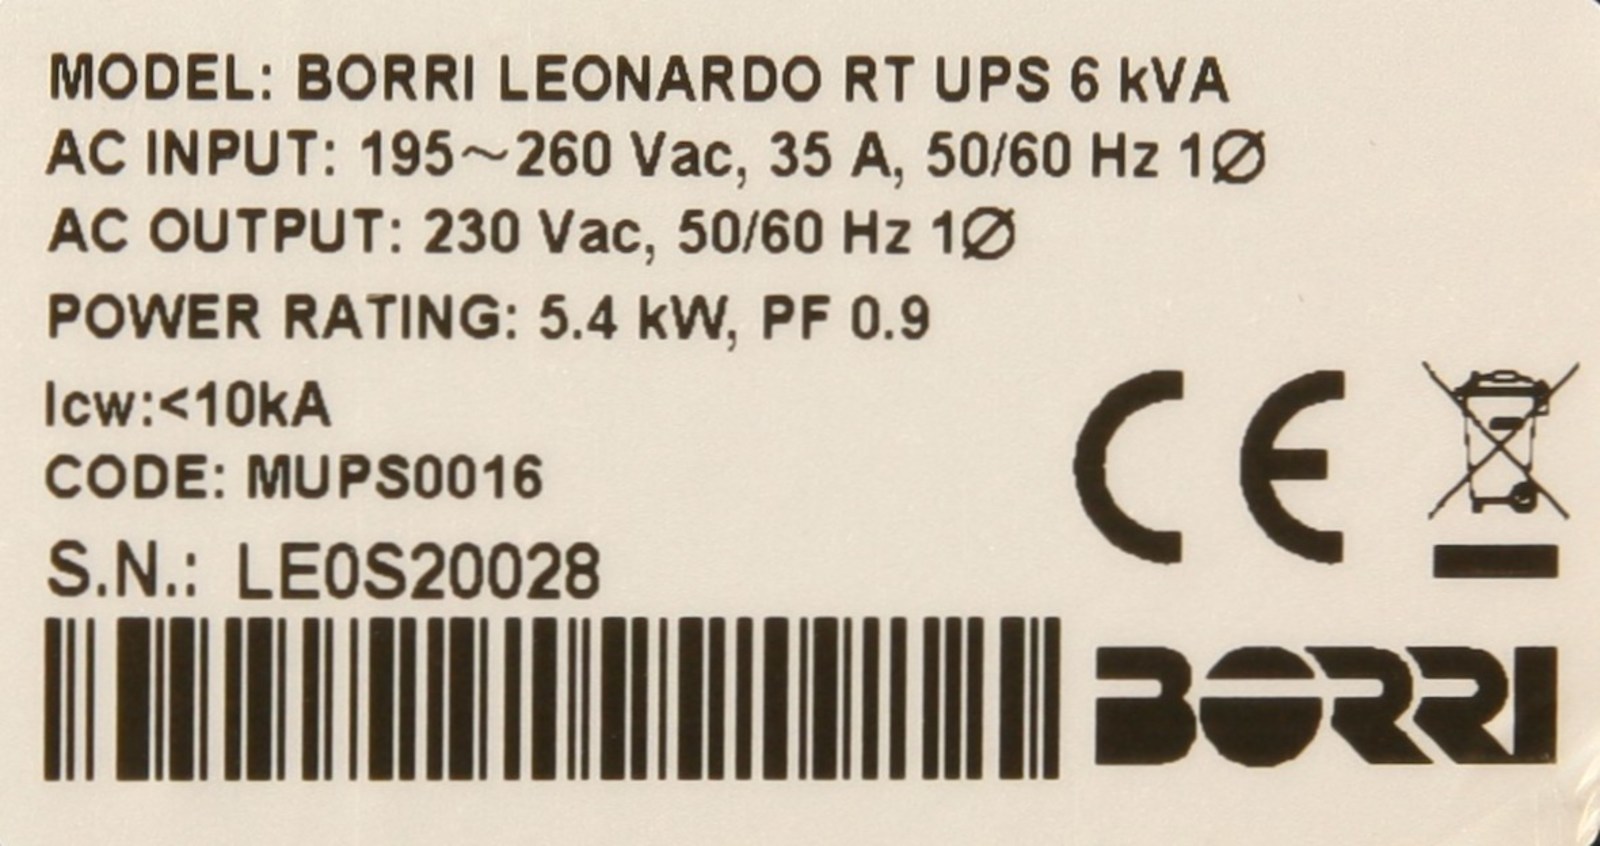 MODEL: BORRI LEONARDO RT UPS 6 kVA
AC INPUT: 195~260 Vac, 35 A, 50/60 Hz 1Ø
AC OUTPUT: 230 Vac, 50/60 Hz 1Ø
POWER RATING: 5.4 kW, PF 0.9
Icw:<10kA
CODE: MUPS0016
CE
S.N.: LE0S20028
BORRI